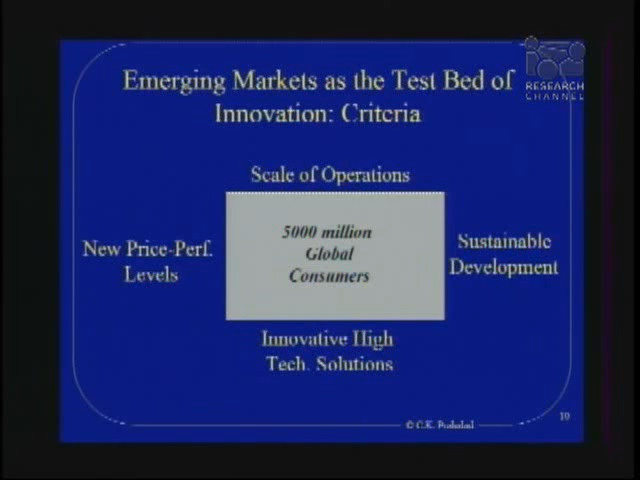 RESEARCH
CHANNEL
Emerging Markets as the Test Bed of
Innovation: Criteria
Scale of Operations
5000 million
Global
Consumers
New Price-Perf.
Levels
Sustainable
Development
Innovative High
Tech. Solutions
© C.K. Prahalad